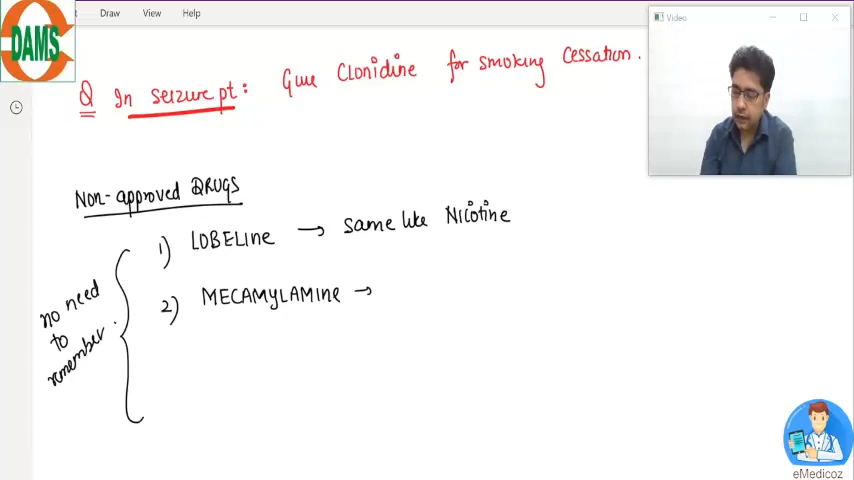 Draw View Help
Video
DAMS
Q In seizure pt: Give Clonidine for smoking cessation.
Non-approved DRUGS
1) LOBELine → same like Nicotine
2) MECAMYLAMine →
no need
to
remember
eMedicoz